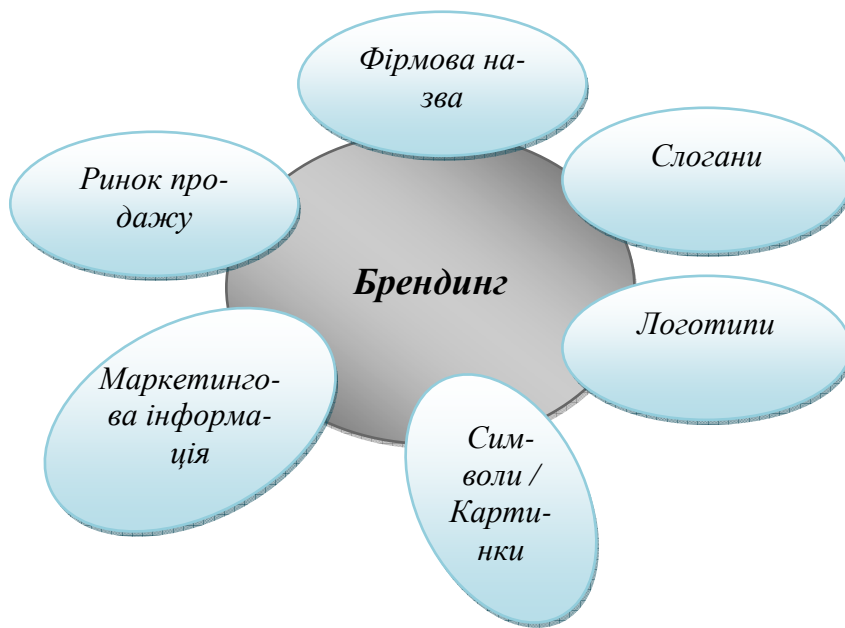 Фірмова на-
зва
Слогани
Ринок про-
дажу
Брендинг
Логотипи
Маркетинго-
ва інформа-
ція
Сим-
воли /
Карти-
нки